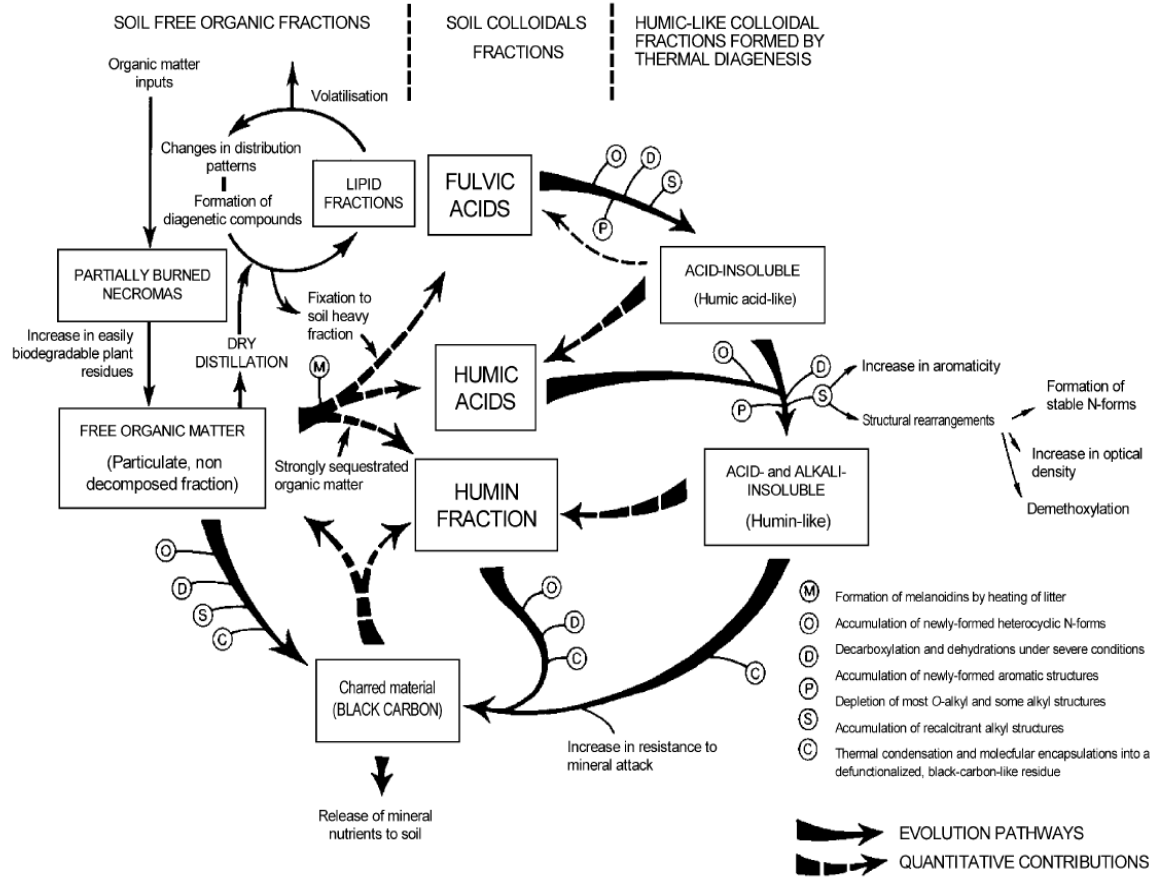 SOIL FREE ORGANIC FRACTIONS
SOIL COLLOIDALS
FRACTIONS
HUMIC-LIKE COLLOIDAL
FRACTIONS FORMED BY
THERMAL DIAGENESIS
Organic matter
inputs
Volatilisation
Changes in distribution
patterns
Formation of
diagenetic compounds
LIPID
FRACTIONS
FULVIC
ACIDS
O
D
S
P
ACID-INSOLUBLE
(Humic acid-like)
PARTIALLY BURNED
NECROMAS
Increase in easily
biodegradable plant
residues
DRY
DISTILLATION
Fixation to
soil heavy
fraction
M
HUMIC
ACIDS
O
D
S
P
Increase in aromaticity
Structural rearrangements
Formation of
stable N-forms
Increase in optical
density
Demethoxylation
FREE ORGANIC MATTER
(Particulate, non
decomposed fraction)
Strongly sequestrated
organic matter
HUMIN
FRACTION
ACID- and ALKALI-
INSOLUBLE
(Humin-like)
O
D
S
C
O
D
C
C
Charred material
(BLACK CARBON)
Increase in resistance to
mineral attack
Release of mineral
nutrients to soil
M Formation of melanoidins by heating of litter
O Accumulation of newly-formed heterocyclic N-forms
D Decarboxylation and dehydrations under severe conditions
Accumulation of newly-formed aromatic structures
P Depletion of most O-alkyl and some alkyl structures
S Accumulation of recalcitrant alkyl structures
C Thermal condensation and molecfular encapsulations into a
defunctionalized, black-carbon-like residue
EVOLUTION PATHWAYS
QUANTITATIVE CONTRIBUTIONS